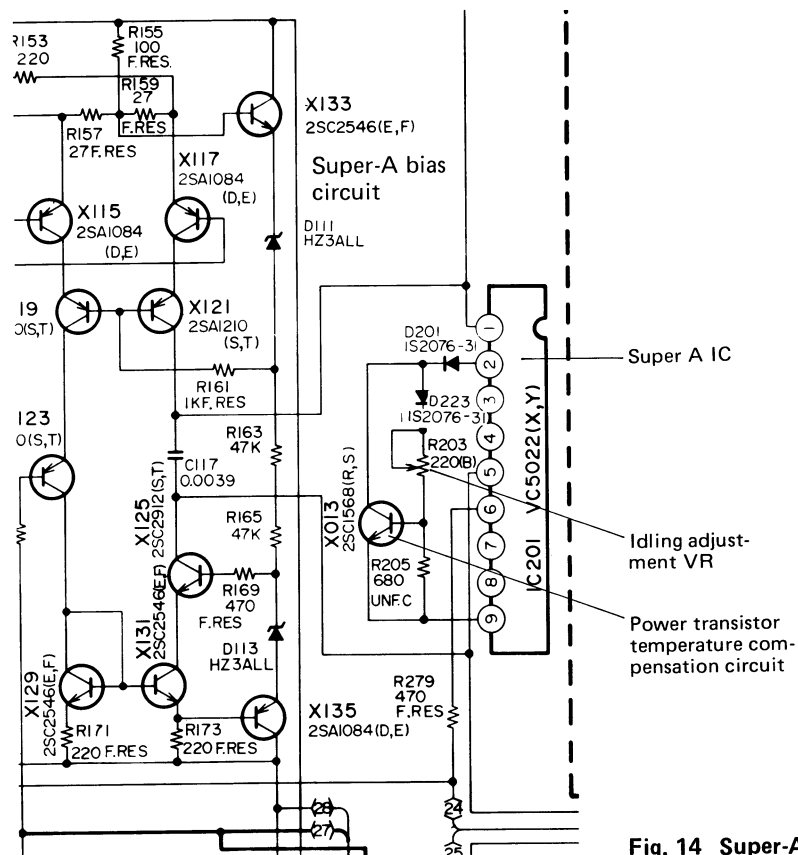 R153
220
R155
100
F.RES.
R159
27
F.RES
R157
27F.RES
X133
2SC2546(E,F)
X117
2SA1084
(D,E)
Super-A bias
circuit
X115
2SA1084
(D,E)
D111
HZ3ALL
19
O(S,T)
X121
2SA1210
(S,T)
R161
1KF.RES
D201
1S2076-31
1
2
3
4
5
6
7
8
9
Super A IC
D223
1S2076-31
IC201 VC5022(X,Y)
123
O(S,T)
R163
47K
C117
0.0039
R203
220(B)
X125
2SC2912(S,T)
X013
2SC1568(R,S)
R165
47K
Idling adjust-
ment VR
R205
680
UNF.C
R169
470
F.RES
D113
HZ3ALL
Power transistor
temperature com-
pensation circuit
X131
2SC2546(E,F)
X129
2SC2546(E,F)
R279
470
F.RES
X135
2SA1084(D,E)
R171
220 F.RES
R173
220 F.RES
28
27
24
25
Fig. 14 Super-A